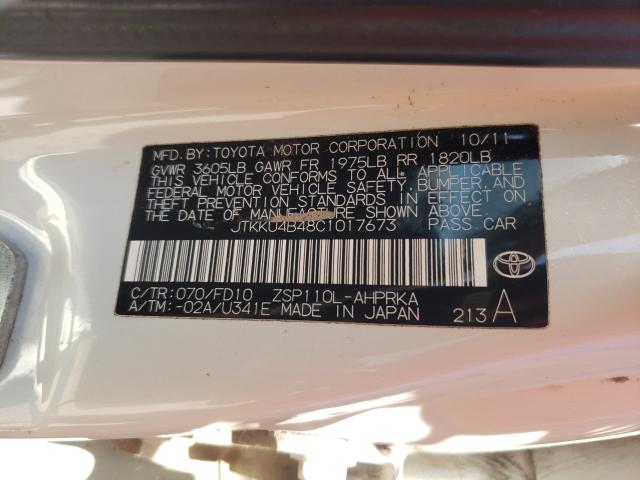 MFD.BY:TOYOTA MOTOR CORPORATION 10/11
GVWR 3605LB GAWR FR 1975LB RR 1820LB
THIS VEHICLE CONFORMS TO ALL APPLICABLE
FEDERAL MOTOR VEHICLE SAFETY, BUMPER, AND
THEFT PREVENTION STANDARDS IN EFFECT ON
THE DATE OF MANUFACTURE SHOWN ABOVE.
JTKKU4B48C1017673 PASS.CAR
C/TR:070/FD10 ZSP110L-AHPRKA
A/TM:-02A/U341E MADE IN JAPAN
213 A